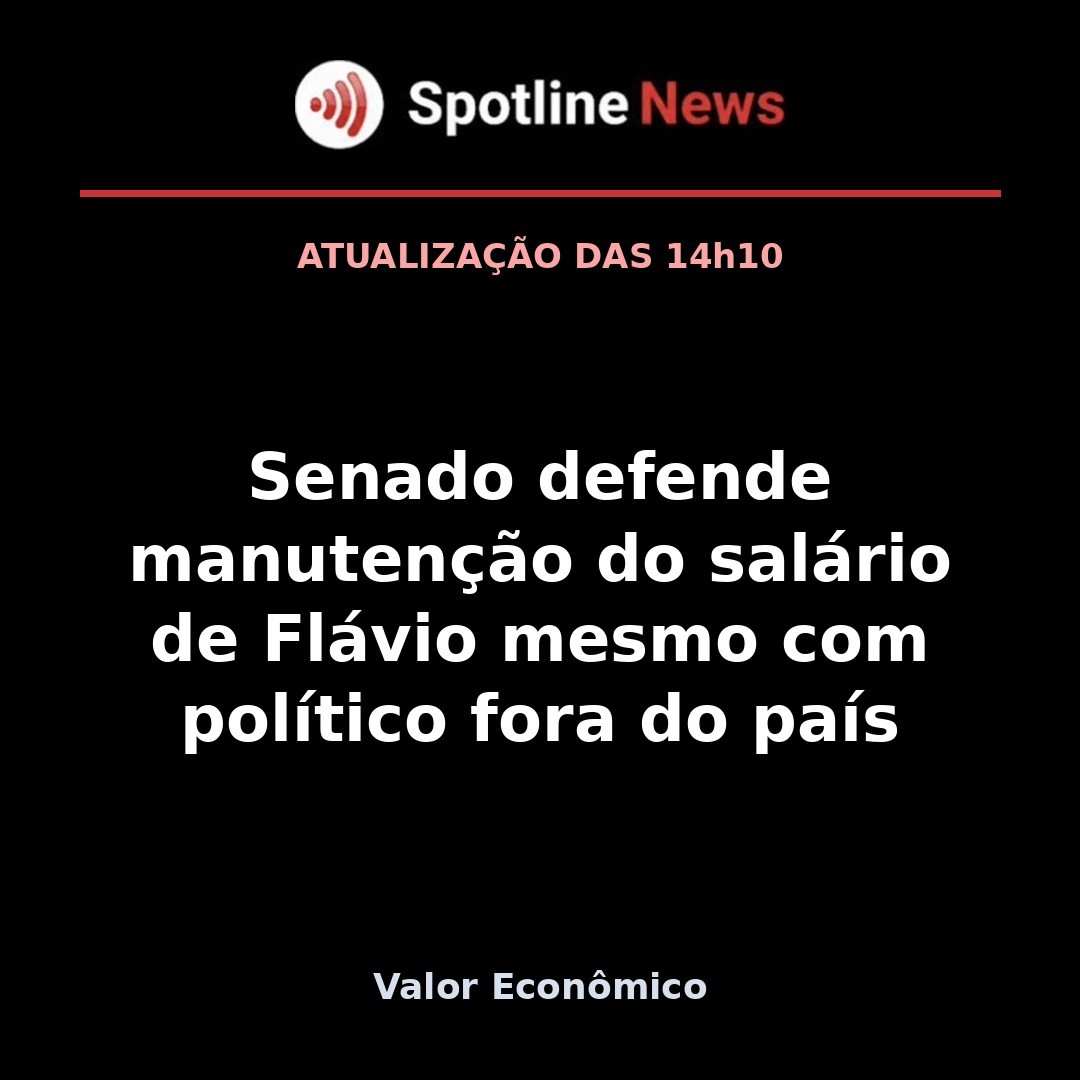 Spotline News
ATUALIZAÇÃO DAS 14h10
Senado defende
manutenção do salário
de Flávio mesmo com
político fora do país
Valor Econômico